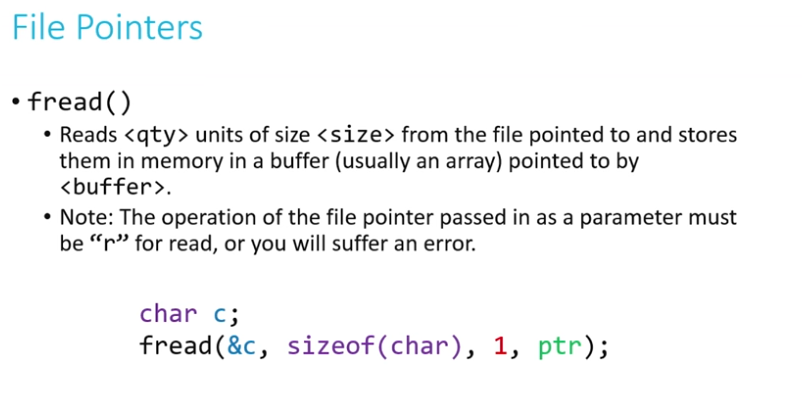 File Pointers
• fread()
• Reads <qty> units of size <size> from the file pointed to and stores
them in memory in a buffer (usually an array) pointed to by
<buffer>.
• Note: The operation of the file pointer passed in as a parameter must
be “r” for read, or you will suffer an error.
char c;
fread(&c, sizeof(char), 1, ptr);